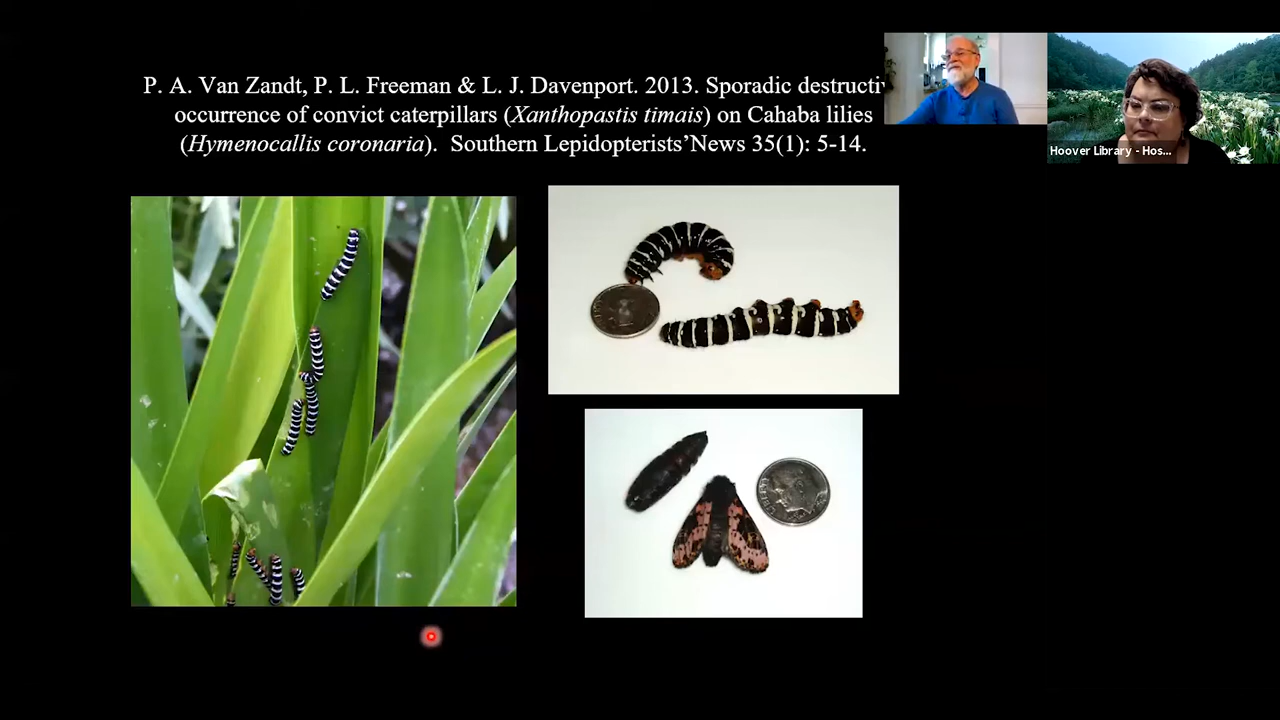 P. A. Van Zandt, P. L. Freeman & L. J. Davenport. 2013. Sporadic destructiv
occurrence of convict caterpillars (Xanthopastis timais) on Cahaba lilies
(Hymenocallis coronaria).  Southern Lepidopterists’News 35(1): 5-14.
Hoover Library - Hos...